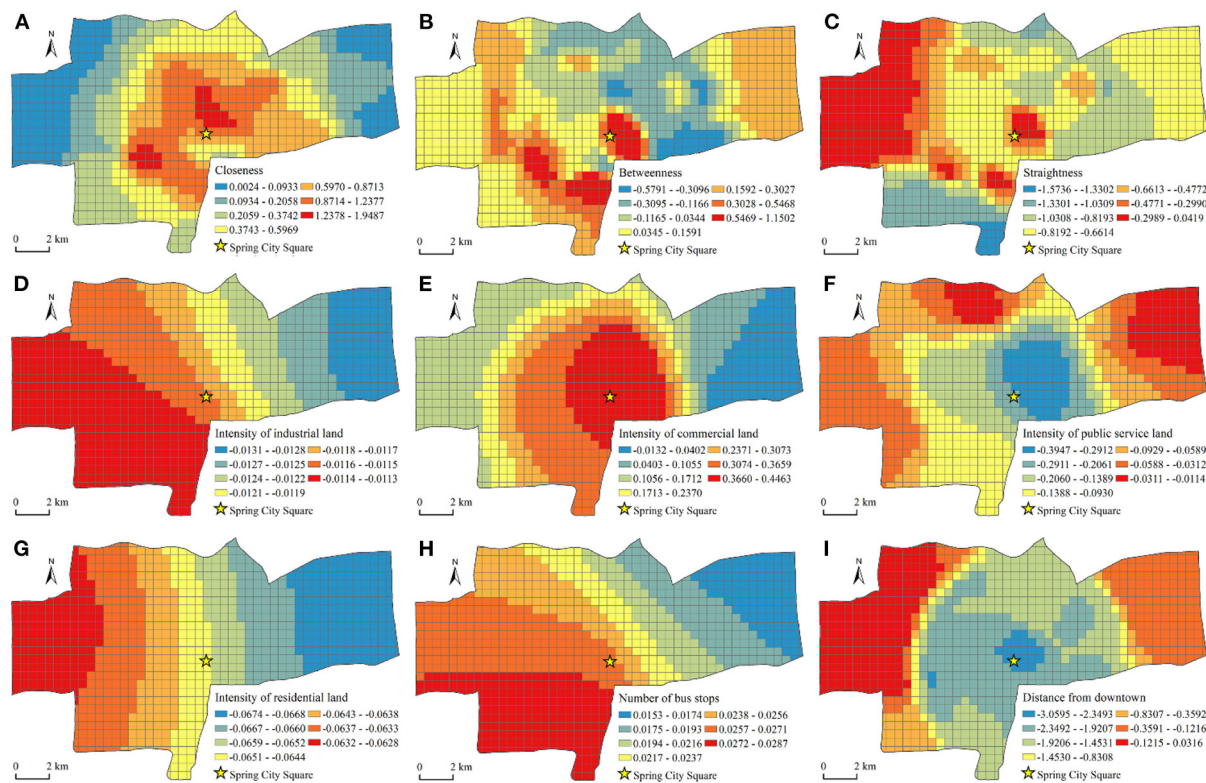 A
N
0 2 km
Closeness
0.0024 - 0.0933 0.5970 - 0.8713
0.0934 - 0.2058 0.8714 - 1.2377
0.2059 - 0.3742 1.2378 - 1.9487
0.3743 - 0.5969
Spring City Square
B
N
0 2 km
Betweenness
-0.5791 - -0.3096 0.1592 - 0.3027
-0.3095 - -0.1166 0.3028 - 0.5468
-0.1165 - 0.0344 0.5469 - 1.1502
0.0345 - 0.1591
Spring City Square
C
N
0 2 km
Straightness
-1.5736 - -1.3302 -0.6613 - -0.4772
-1.3301 - -1.0309 -0.4771 - -0.2990
-1.0308 - -0.8193 -0.2989 - 0.0419
-0.8192 - -0.6614
Spring City Square
D
N
0 2 km
Intensity of industrial land
-0.0131 - -0.0128 -0.0118 - -0.0117
-0.0127 - -0.0125 -0.0116 - -0.0115
-0.0124 - -0.0122 -0.0114 - -0.0113
-0.0121 - -0.0119
Spring City Square
E
N
0 2 km
Intensity of commercial land
-0.0132 - 0.0402 0.2371 - 0.3073
0.0403 - 0.1055 0.3074 - 0.3659
0.1056 - 0.1712 0.3660 - 0.4463
0.1713 - 0.2370
Spring City Square
F
N
0 2 km
Intensity of public service land
-0.3947 - -0.2912 -0.0929 - -0.0589
-0.2911 - -0.2061 -0.0588 - -0.0312
-0.2060 - -0.1389 -0.0311 - -0.0114
-0.1388 - -0.0930
Spring City Square
G
N
0 2 km
Intensity of residential land
-0.0674 - -0.0668 -0.0643 - -0.0638
-0.0667 - -0.0660 -0.0637 - -0.0633
-0.0659 - -0.0652 -0.0632 - -0.0628
-0.0651 - -0.0644
Spring City Square
H
N
0 2 km
Number of bus stops
0.0153 - 0.0174 0.0238 - 0.0256
0.0175 - 0.0193 0.0257 - 0.0271
0.0194 - 0.0216 0.0272 - 0.0287
0.0217 - 0.0237
Spring City Square
I
N
0 2 km
Distance from downtown
-3.0595 - -2.3493 -0.8307 - -0.3592
-2.3492 - -1.9207 -0.3591 - -0.1216
-1.9206 - -1.4531 -0.1215 - 0.0316
-1.4530 - -0.8308
Spring City Square